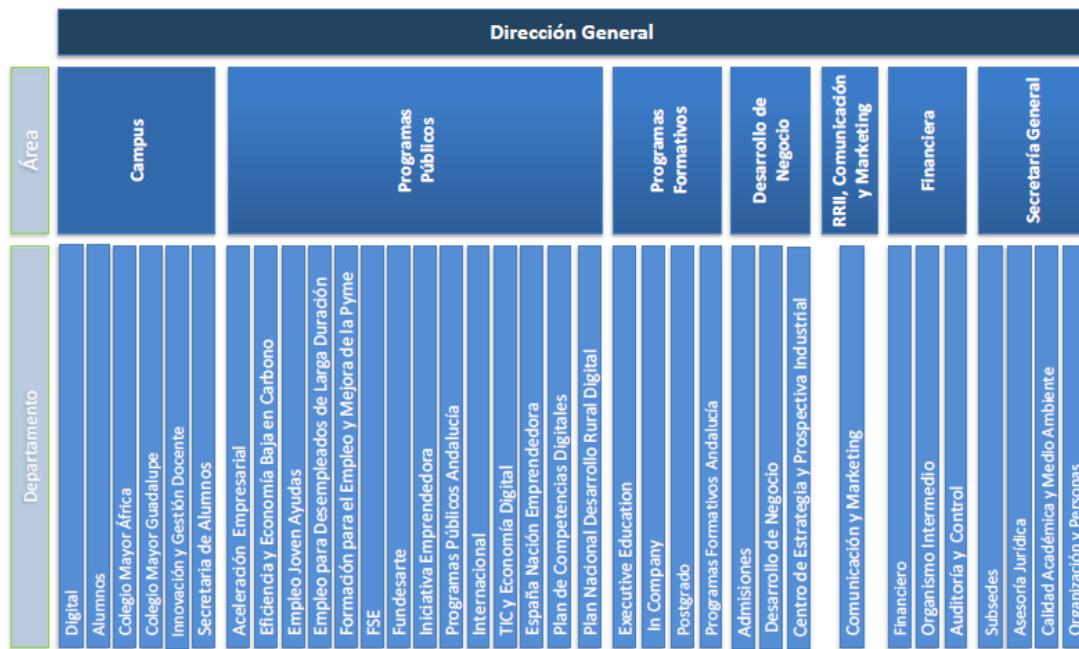 Dirección General
Área
Campus
Programas
Públicos
Programas
Formativos
Desarrollo de
Negocio
RRII, Comunicación
y Marketing
Financiera
Secretaría General
Departamento
Digital
Alumnos
Colegio Mayor África
Colegio Mayor Guadalupe
Innovación y Gestión Docente
Secretaria de Alumnos
Aceleración Empresarial
Eficiencia y Economía Baja en Carbono
Empleo Joven Ayudas
Empleo para Desempleados de Larga Duración
Formación para el Empleo y Mejora de la Pyme
FSE
Fundesarte
Iniciativa Emprendedora
Programas Públicos Andalucía
Internacional
TIC y Economía Digital
España Nación Emprendedora
Plan de Competencias Digitales
Plan Nacional Desarrollo Rural Digital
Executive Education
In Company
Postgrado
Programas Formativos Andalucía
Admisiones
Desarrollo de Negocio
Centro de Estrategia y Prospectiva Industrial
Comunicación y Marketing
Financiero
Organismo Intermedio
Auditoría y Control
Subsedes
Asesoría Jurídica
Calidad Académica y Medio Ambiente
Organización y Personas